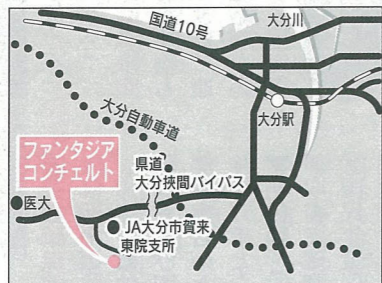 国道10号
大分川
大分自動車道
大分駅
ファンタジア
コンチェルト
県道
大分挾間バイパス
医大
JA大分市賀来
東院支所